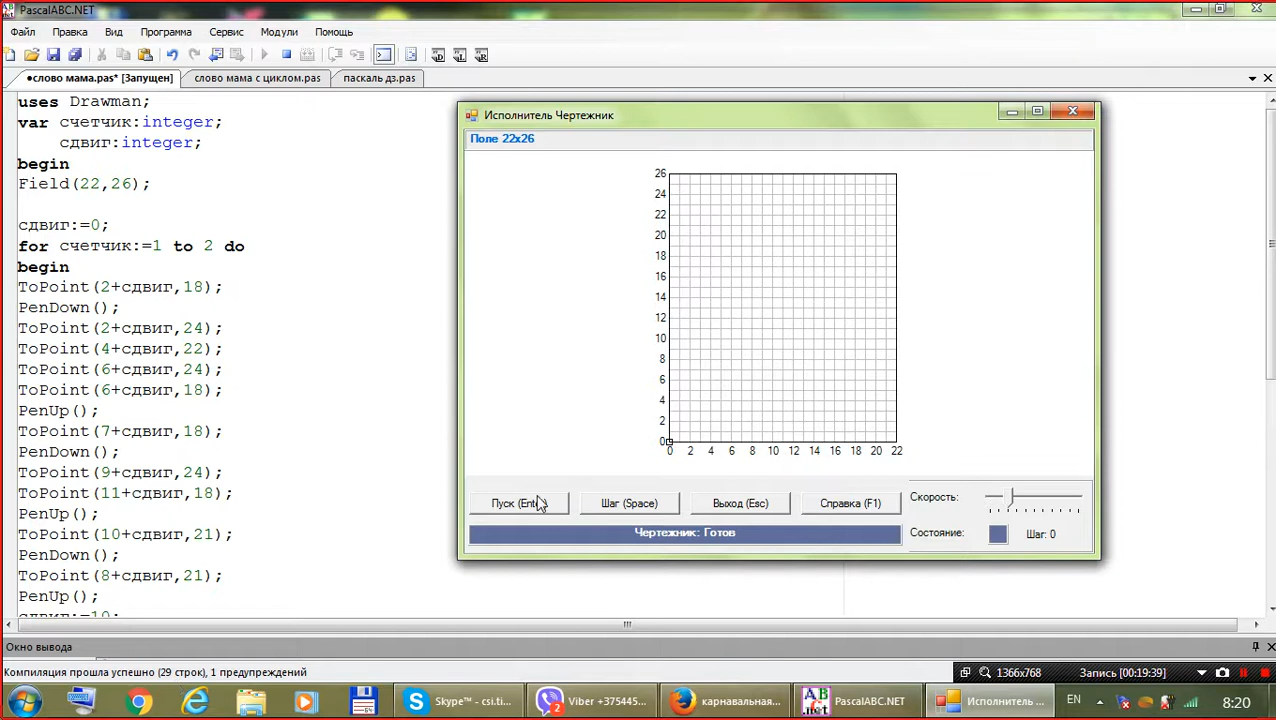 PascalABC.NET
Файл Правка Вид Программа Сервис Модули Помощь
•слово мама.pas* [Запущен] слово мама с циклом.pas паскаль дз.pas
uses Drawman;
var счетчик:integer;
сдвиг:integer;
begin
Field(22,26);
сдвиг:=0;
for счетчик:=1 to 2 do
begin
ToPoint(2+сдвиг,18);
PenDown();
ToPoint(2+сдвиг,24);
ToPoint(4+сдвиг,22);
ToPoint(6+сдвиг,24);
ToPoint(6+сдвиг,18);
PenUp();
ToPoint(7+сдвиг,18);
PenDown();
ToPoint(9+сдвиг,24);
ToPoint(11+сдвиг,18);
PenUp();
ToPoint(10+сдвиг,21);
PenDown();
ToPoint(8+сдвиг,21);
PenUp();
сдвиг:=10;
Исполнитель Чертежник
Поле 22x26
26
24
22
20
18
16
14
12
10
8
6
4
2
0
0 2 4 6 8 10 12 14 16 18 20 22
Пуск (Enter) Шаг (Space) Выход (Esc) Справка (F1) Скорость:
Чертежник: Готов Состояние: Шаг: 0
Окно вывода
Компиляция прошла успешно (29 строк), 1 предупреждений 1366x768 Запись [00:19:39]
Skype™ - csi.ti... Viber +375445... карнавальная... PascalABC.NET Исполнитель ... EN 8:20